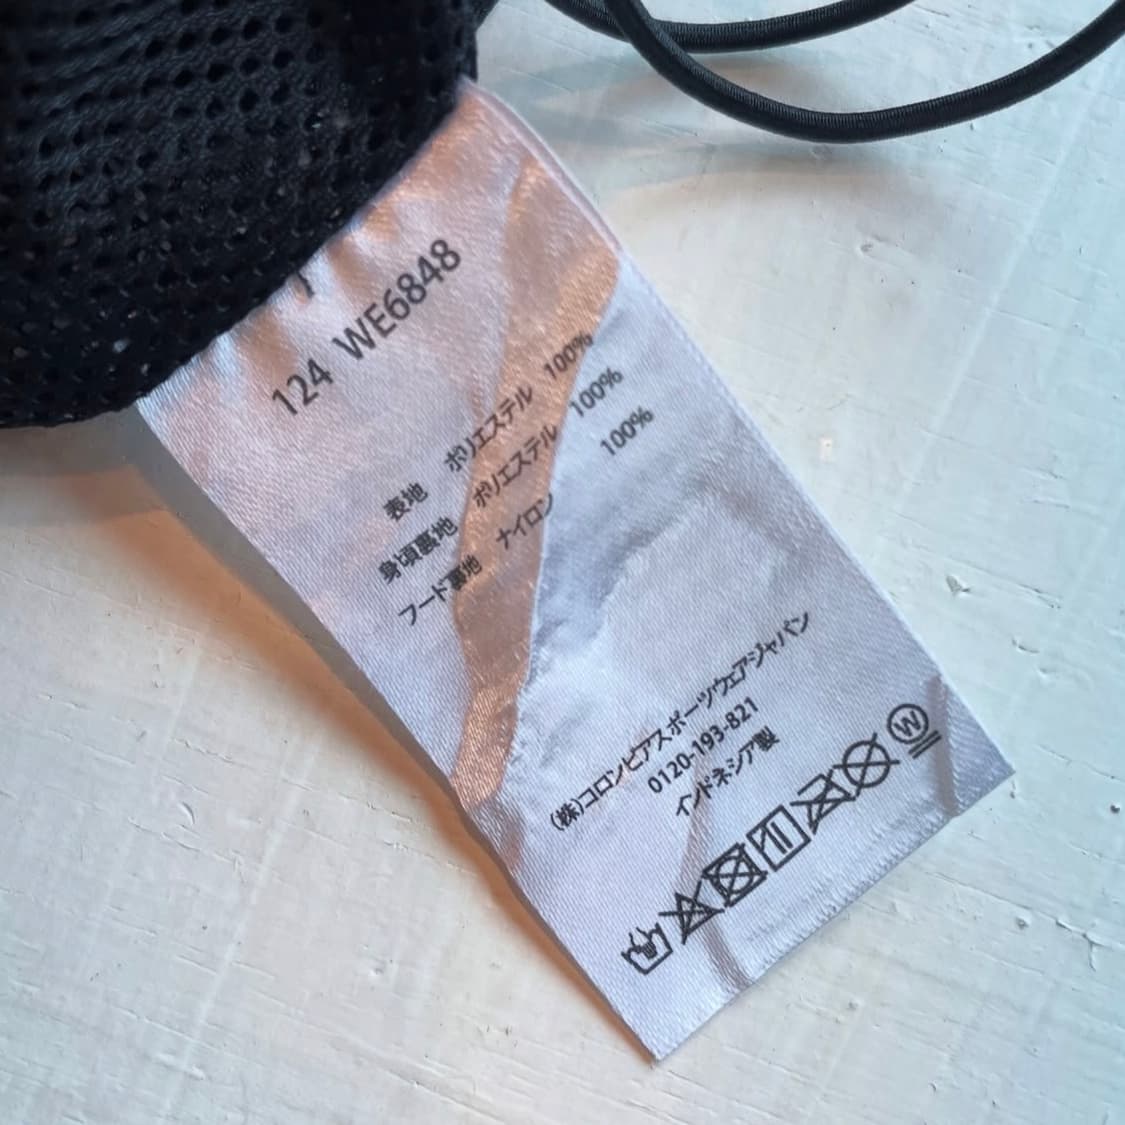 124 WE6848
表地 ポリエステル 100%
身頃裏地 ポリエステル 100%
フード裏地 ナイロン 100%
(株)コロンビアスポーツウェアジャパン
0120-193-821
インドネシア製
W